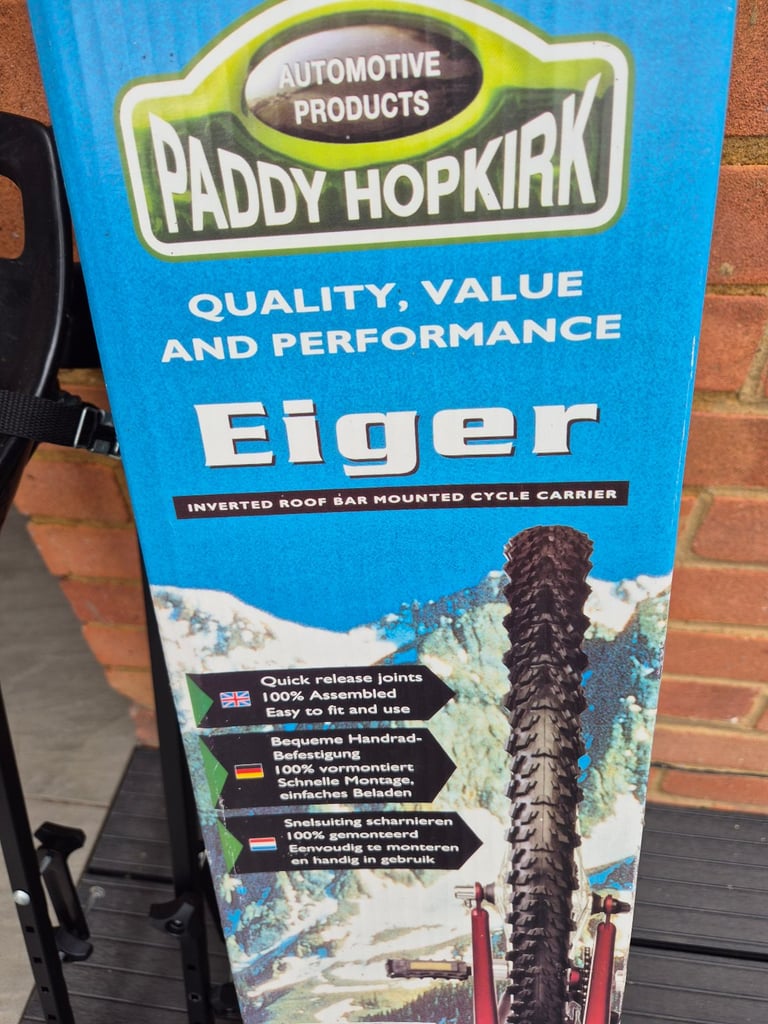 AUTOMOTIVE
PRODUCTS
PADDY HOPKIRK
QUALITY, VALUE
AND PERFORMANCE
Eiger
INVERTED ROOF BAR MOUNTED CYCLE CARRIER
Quick release joints
100% Assembled
Easy to fit and use
Bequeme Handrad-
Befestigung
100% vormontiert
Schnelle Montage,
einfaches Beladen
Snelsuiting scharnieren
100% gemonteerd
Eenvoudig te monteren
en handig in gebruik